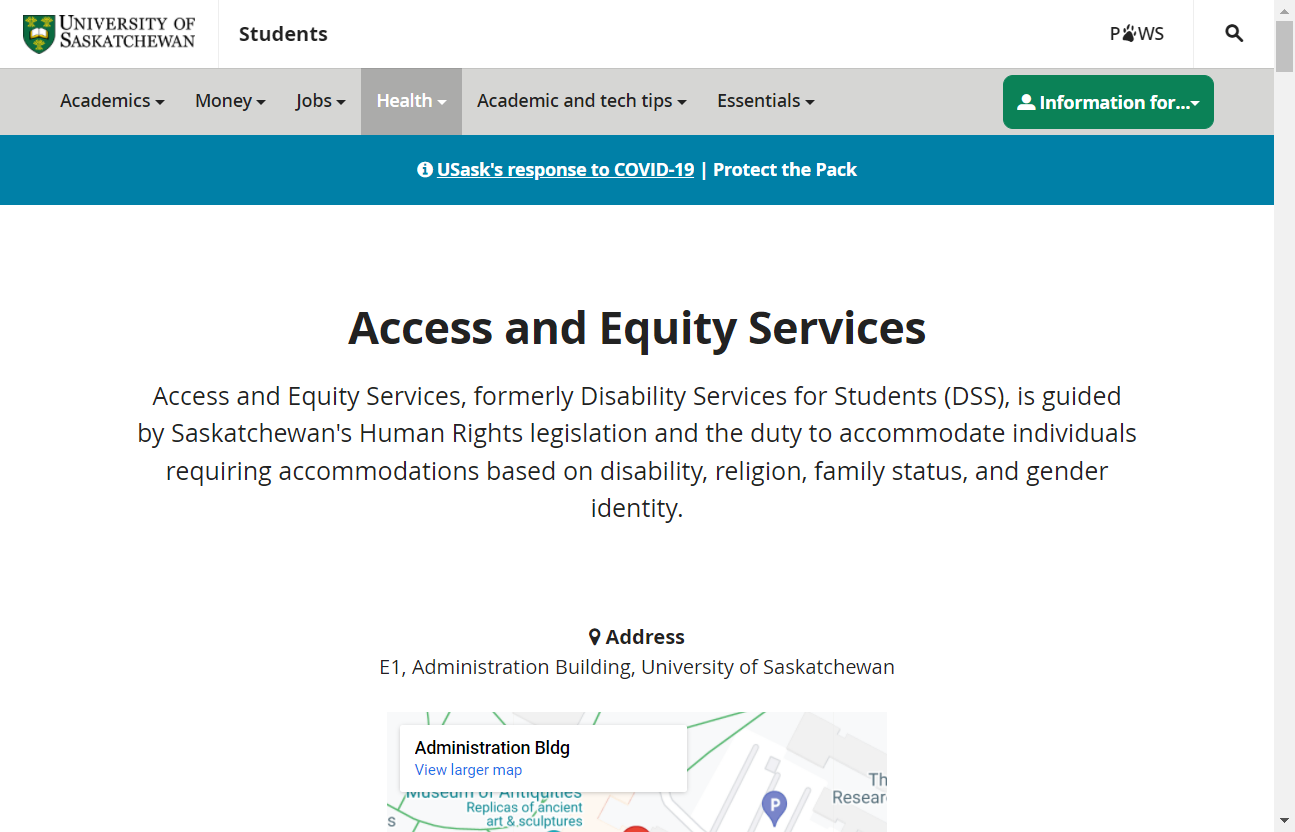 UNIVERSITY OF
SASKATCHEWAN
Students
PAWS
Academics
Money
Jobs
Health
Academic and tech tips
Essentials
Information for...
USask's response to COVID-19 | Protect the Pack
Access and Equity Services
Access and Equity Services, formerly Disability Services for Students (DSS), is guided
by Saskatchewan's Human Rights legislation and the duty to accommodate individuals
requiring accommodations based on disability, religion, family status, and gender
identity.
Address
E1, Administration Building, University of Saskatchewan
Administration Bldg
View larger map
Museum of Antiquities
Replicas of ancient
art & sculptures
P
Th
Resear
s